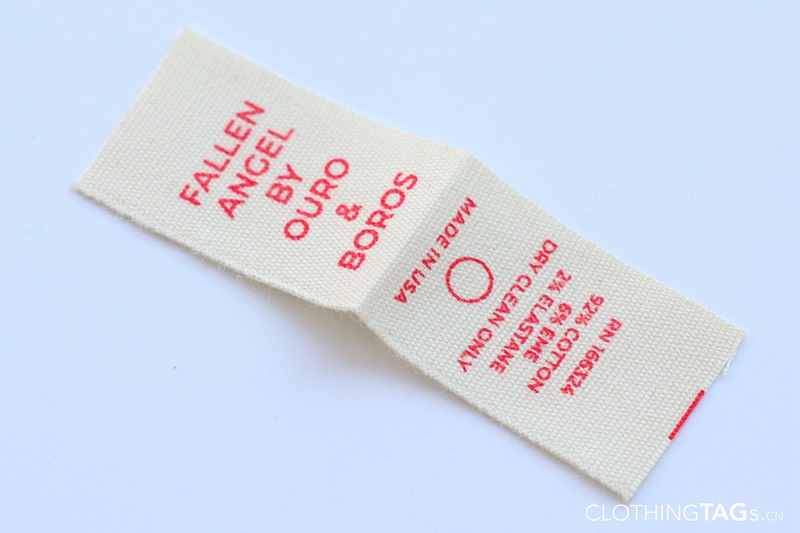 FALLEN
ANGEL
BY
OURO
&
BOROS
RN 166324
92% COTTON
6% EME
2% ELASTANE
DRY CLEAN ONLY
MADE IN USA
CLOTHINGTAGS.CN